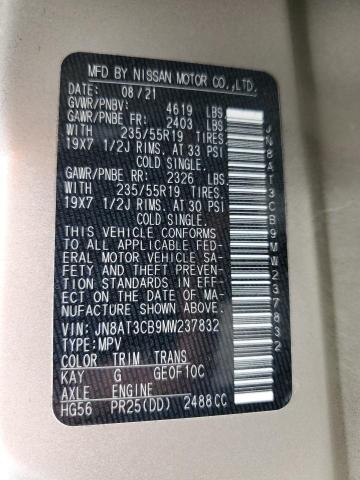 MFD BY NISSAN MOTOR CO.,LTD.
DATE: 08/21
GVWR/PNBV: 4619 LBS.
GAWR/PNBE FR: 2403 LBS.
WITH 235/55R19 TIRES.
19X7 1/2J RIMS. AT 33 PSI
COLD SINGLE.
GAWR/PNBE RR: 2326 LBS.
WITH 235/55R19 TIRES.
19X7 1/2J RIMS. AT 30 PSI
COLD SINGLE.
THIS VEHICLE CONFORMS
TO ALL APPLICABLE FED-
ERAL MOTOR VEHICLE SA-
FETY AND THEFT PREVEN-
TION STANDARDS IN EFFECT
ON THE DATE OF MANU-
FACTURE SHOWN ABOVE.
VIN: JN8AT3CB9MW237832
TYPE: MPV
COLOR TRIM TRANS
KAY G GE0F10C
AXLE ENGINE
HG56 PR25(DD) 2488CC
JN8AT3CB9MW237832